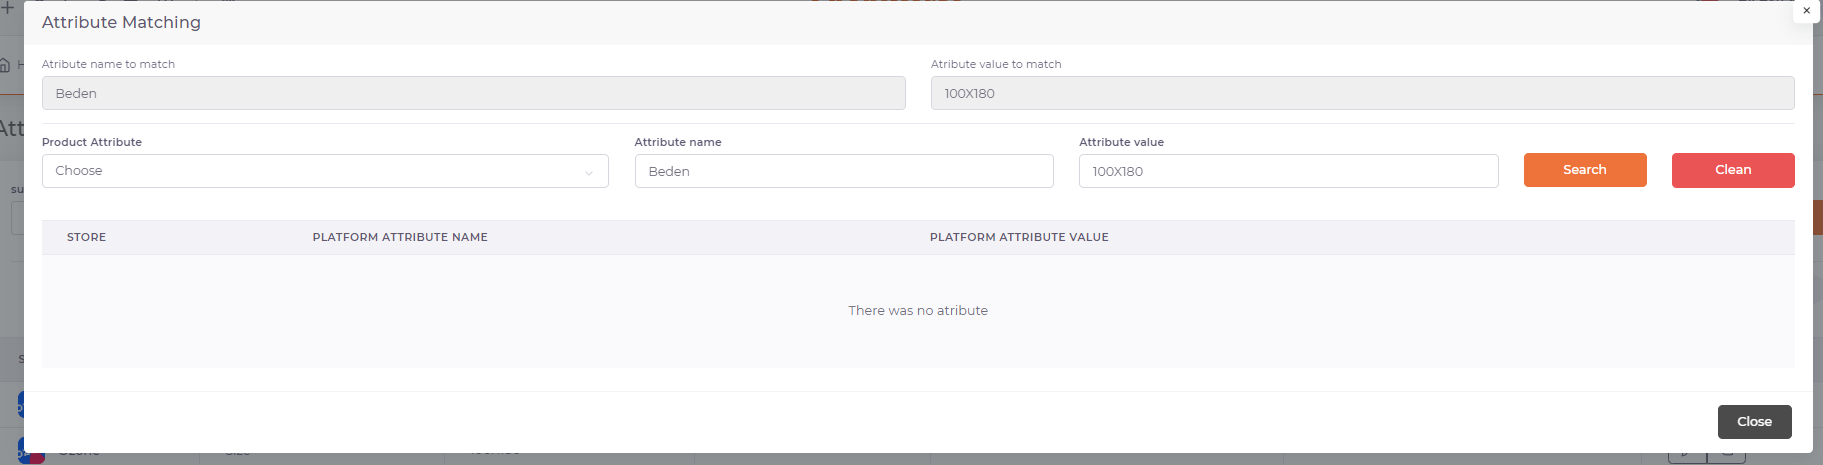 Attribute Matching
×
Atribute name to match
Atribute value to match
Beden
100X180
Product Attribute
Attribute name
Attribute value
Choose
Beden
100X180
Search
Clean
STORE
PLATFORM ATTRIBUTE NAME
PLATFORM ATTRIBUTE VALUE
There was no atribute
Close